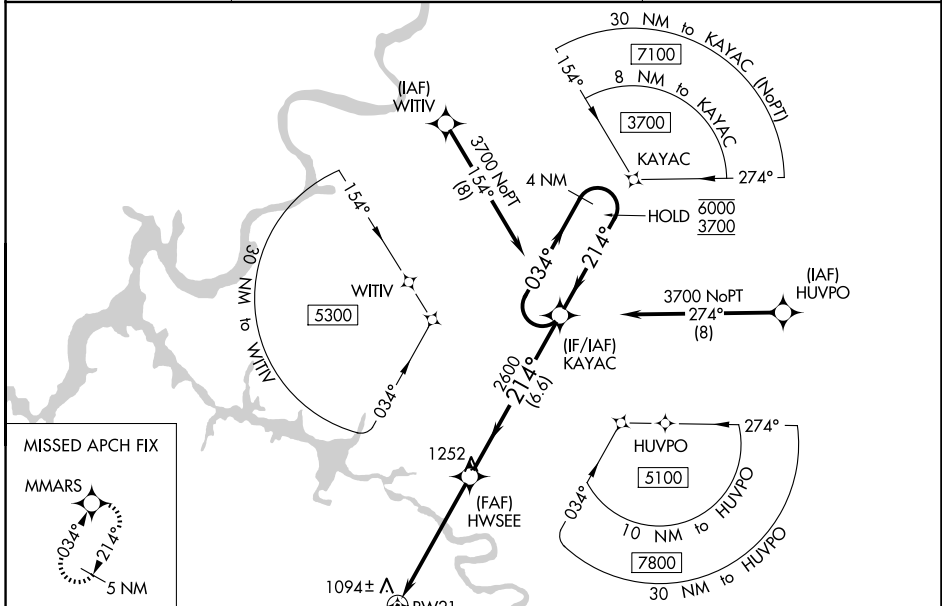 30 NM to KAYAC (NoPT)
7100
154°
8 NM to KAYAC
3700
KAYAC
274°
(IAF)
WITIV
3700 NoPT
154°
(8)
4 NM
HOLD
6000
3700
034°
214°
154°
30 NM to WITIV
WITIV
5300
034°
(IAF)
HUVPO
3700 NoPT
274°
(8)
(IF/IAF)
KAYAC
2600
214°
(6.6)
274°
HUVPO
5100
034°
10 NM to HUVPO
7800
30 NM to HUVPO
1252
(FAF)
HWSEE
MISSED APCH FIX
MMARS
034°
214°
5 NM
1094±
RW21